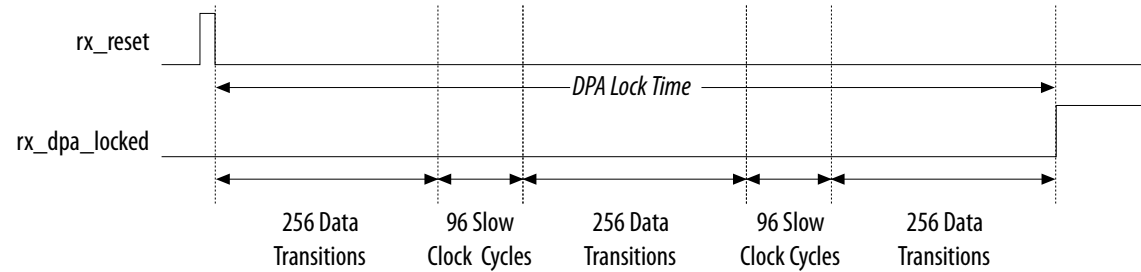 rx_reset
DPA Lock Time
rx_dpa_locked
256 Data
Transitions
96 Slow
Clock Cycles
256 Data
Transitions
96 Slow
Clock Cycles
256 Data
Transitions